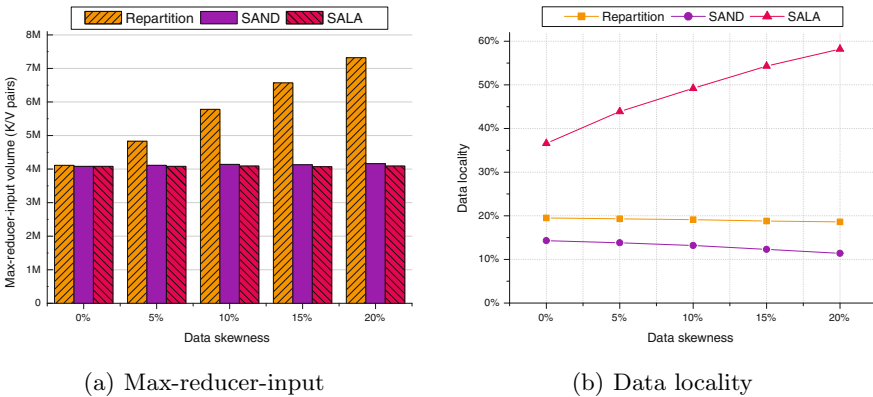 Repartition SAND SALA
8M
7M
6M
5M
4M
3M
2M
1M
0
Max-reducer-input volume (K/V pairs)
0% 5% 10% 15% 20%
Data skewness
(a) Max-reducer-input
Repartition SAND SALA
60%
50%
40%
30%
20%
10%
0%
Data locality
0% 5% 10% 15% 20%
Data skewness
(b) Data locality